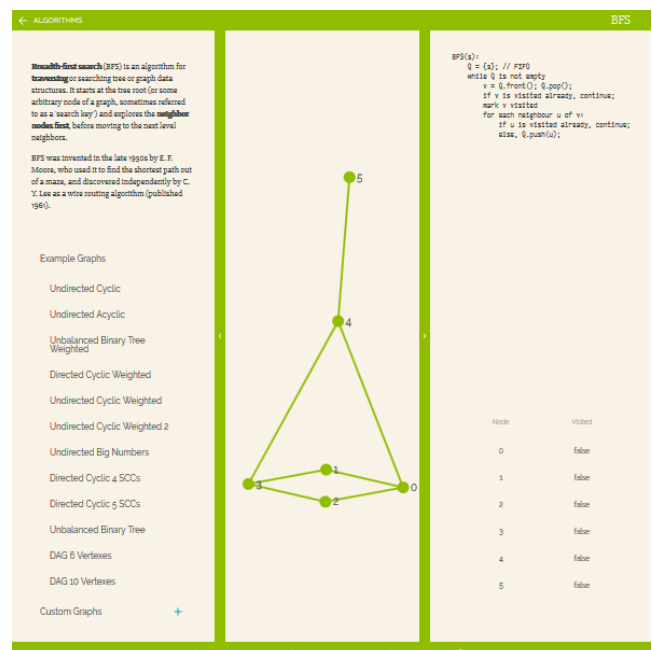 ← ALGORITHMS
BFS
Breadth-first search (BFS) is an algorithm for
traversing or searching tree or graph data
structures. It starts at the tree root (or some
arbitrary node of a graph, sometimes referred
to as a 'search key') and explores the neighbor
nodes first, before moving to the next level
neighbors.
BFS was invented in the late 1950s by E. F.
Moore, who used it to find the shortest path out
of a maze, and discovered independently by C.
Y. Lee as a wire routing algorithm (published
1961).
Example Graphs
Undirected Cyclic
Undirected Acyclic
Unbalanced Binary Tree
Weighted
Directed Cyclic Weighted
Undirected Cyclic Weighted
Undirected Cyclic Weighted 2
Undirected Big Numbers
Directed Cyclic 4 SCCs
Directed Cyclic 5 SCCs
Unbalanced Binary Tree
DAG 6 Vertexes
DAG 10 Vertexes
Custom Graphs +
5
4
1
3
0
2
BFS(s):
Q = {s}; // FIFO
while Q is not empty
v = Q.front(); Q.pop();
if v is visited already, continue;
mark v visited
for each neighbour u of v:
if u is visited already, continue;
else, Q.push(u);
Node Visited
0 false
1 false
2 false
3 false
4 false
5 false